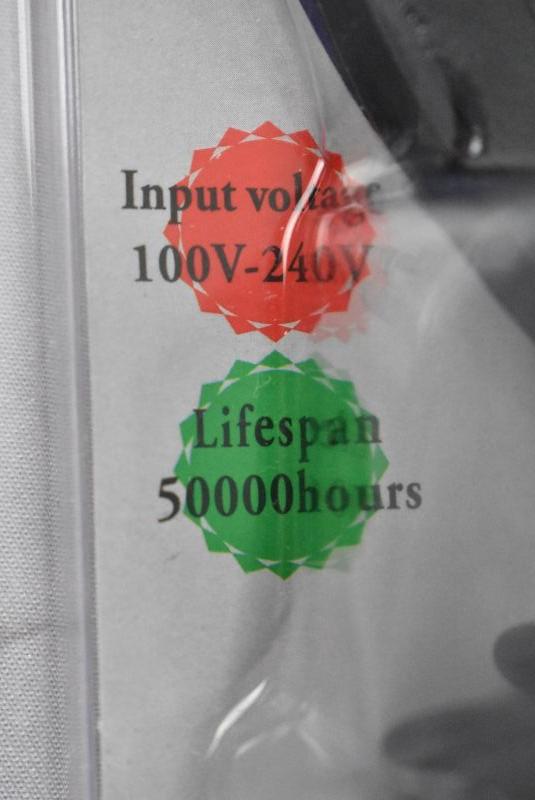 Input voltage
100V-240V
Lifespan
50000hours